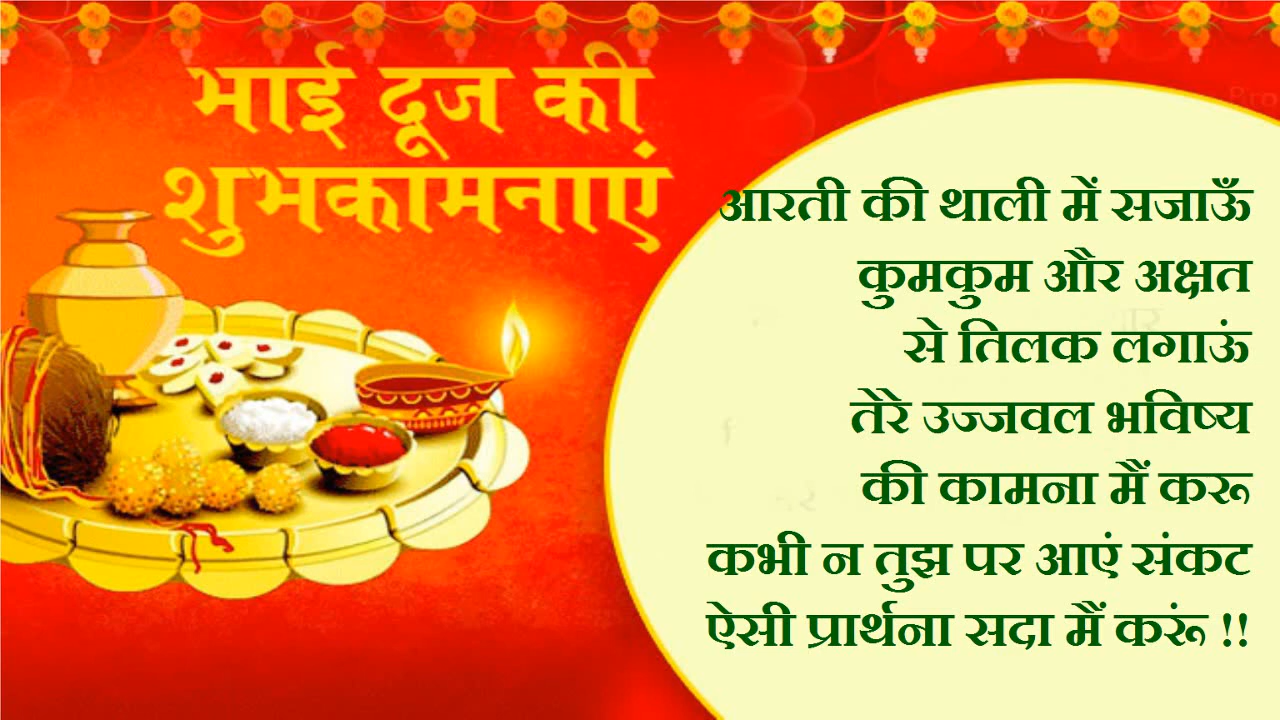 भाई दूज की
शुभकामनाएं
आरती की थाली में सजाऊँ
कुमकुम और अक्षत
से तिलक लगाऊं
तेरे उज्जवल भविष्य
की कामना मैं करू
कभी न तुझ पर आएं संकट
ऐसी प्रार्थना सदा मैं करूं !!